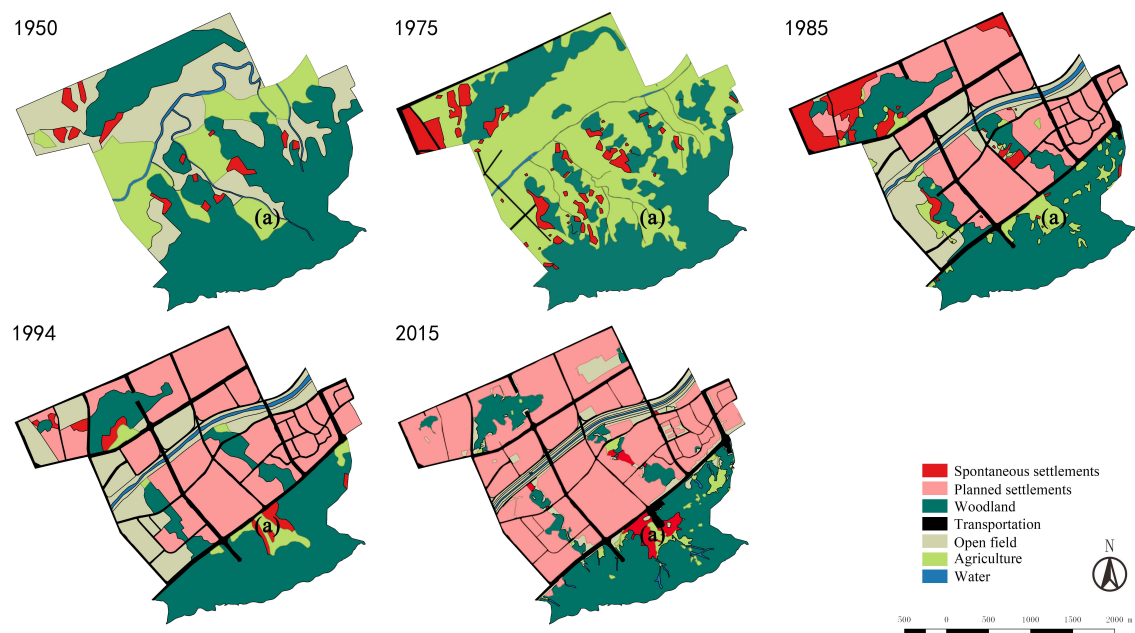 1950
1975
1985
(a)
(a)
(a)
1994
2015
(a)
(a)
Spontaneous settlements
Planned settlements
Woodland
Transportation
Open field
Agriculture
Water
N
500 0 500 1000 1500 2000 m